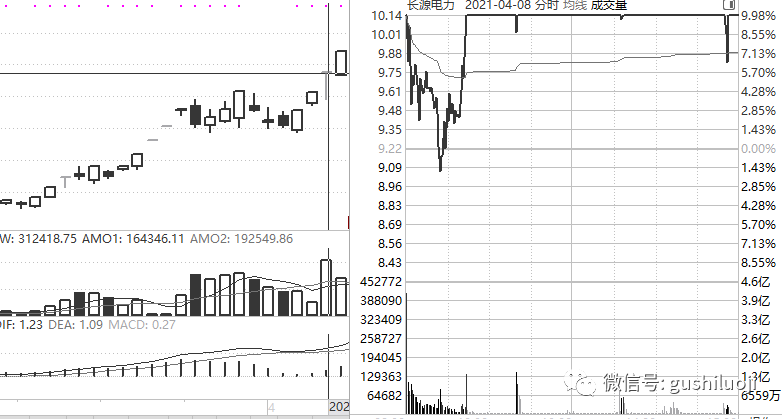 长源电力 2021-04-08 分时 均线 成交量
10.14 9.98%
10.01 8.55%
9.88 7.13%
9.75 5.70%
9.61 4.28%
9.48 2.85%
9.35 1.43%
9.22 0.00%
9.09 1.43%
8.96 2.85%
8.83 4.28%
8.69 5.70%
8.56 7.13%
8.43 8.55%
W: 312418.75 AMO1: 164346.11 AMO2: 192549.86
452772 4.6亿
388090 3.9亿
323409 3.3亿
DIF: 1.23 DEA: 1.09 MACD: 0.27
258727 2.6亿
194045 2.0亿
129363 1.3亿
64682 6559万
微信号: gushiluoji
4
202